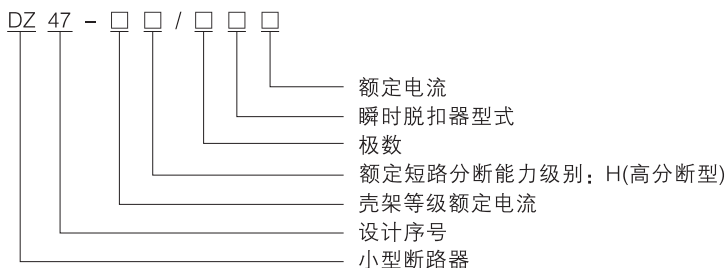 DZ 47 - □ □ / □ □ □
额定电流
瞬时脱扣器型式
极数
额定短路分断能力级别：H(高分断型)
壳架等级额定电流
设计序号
小型断路器